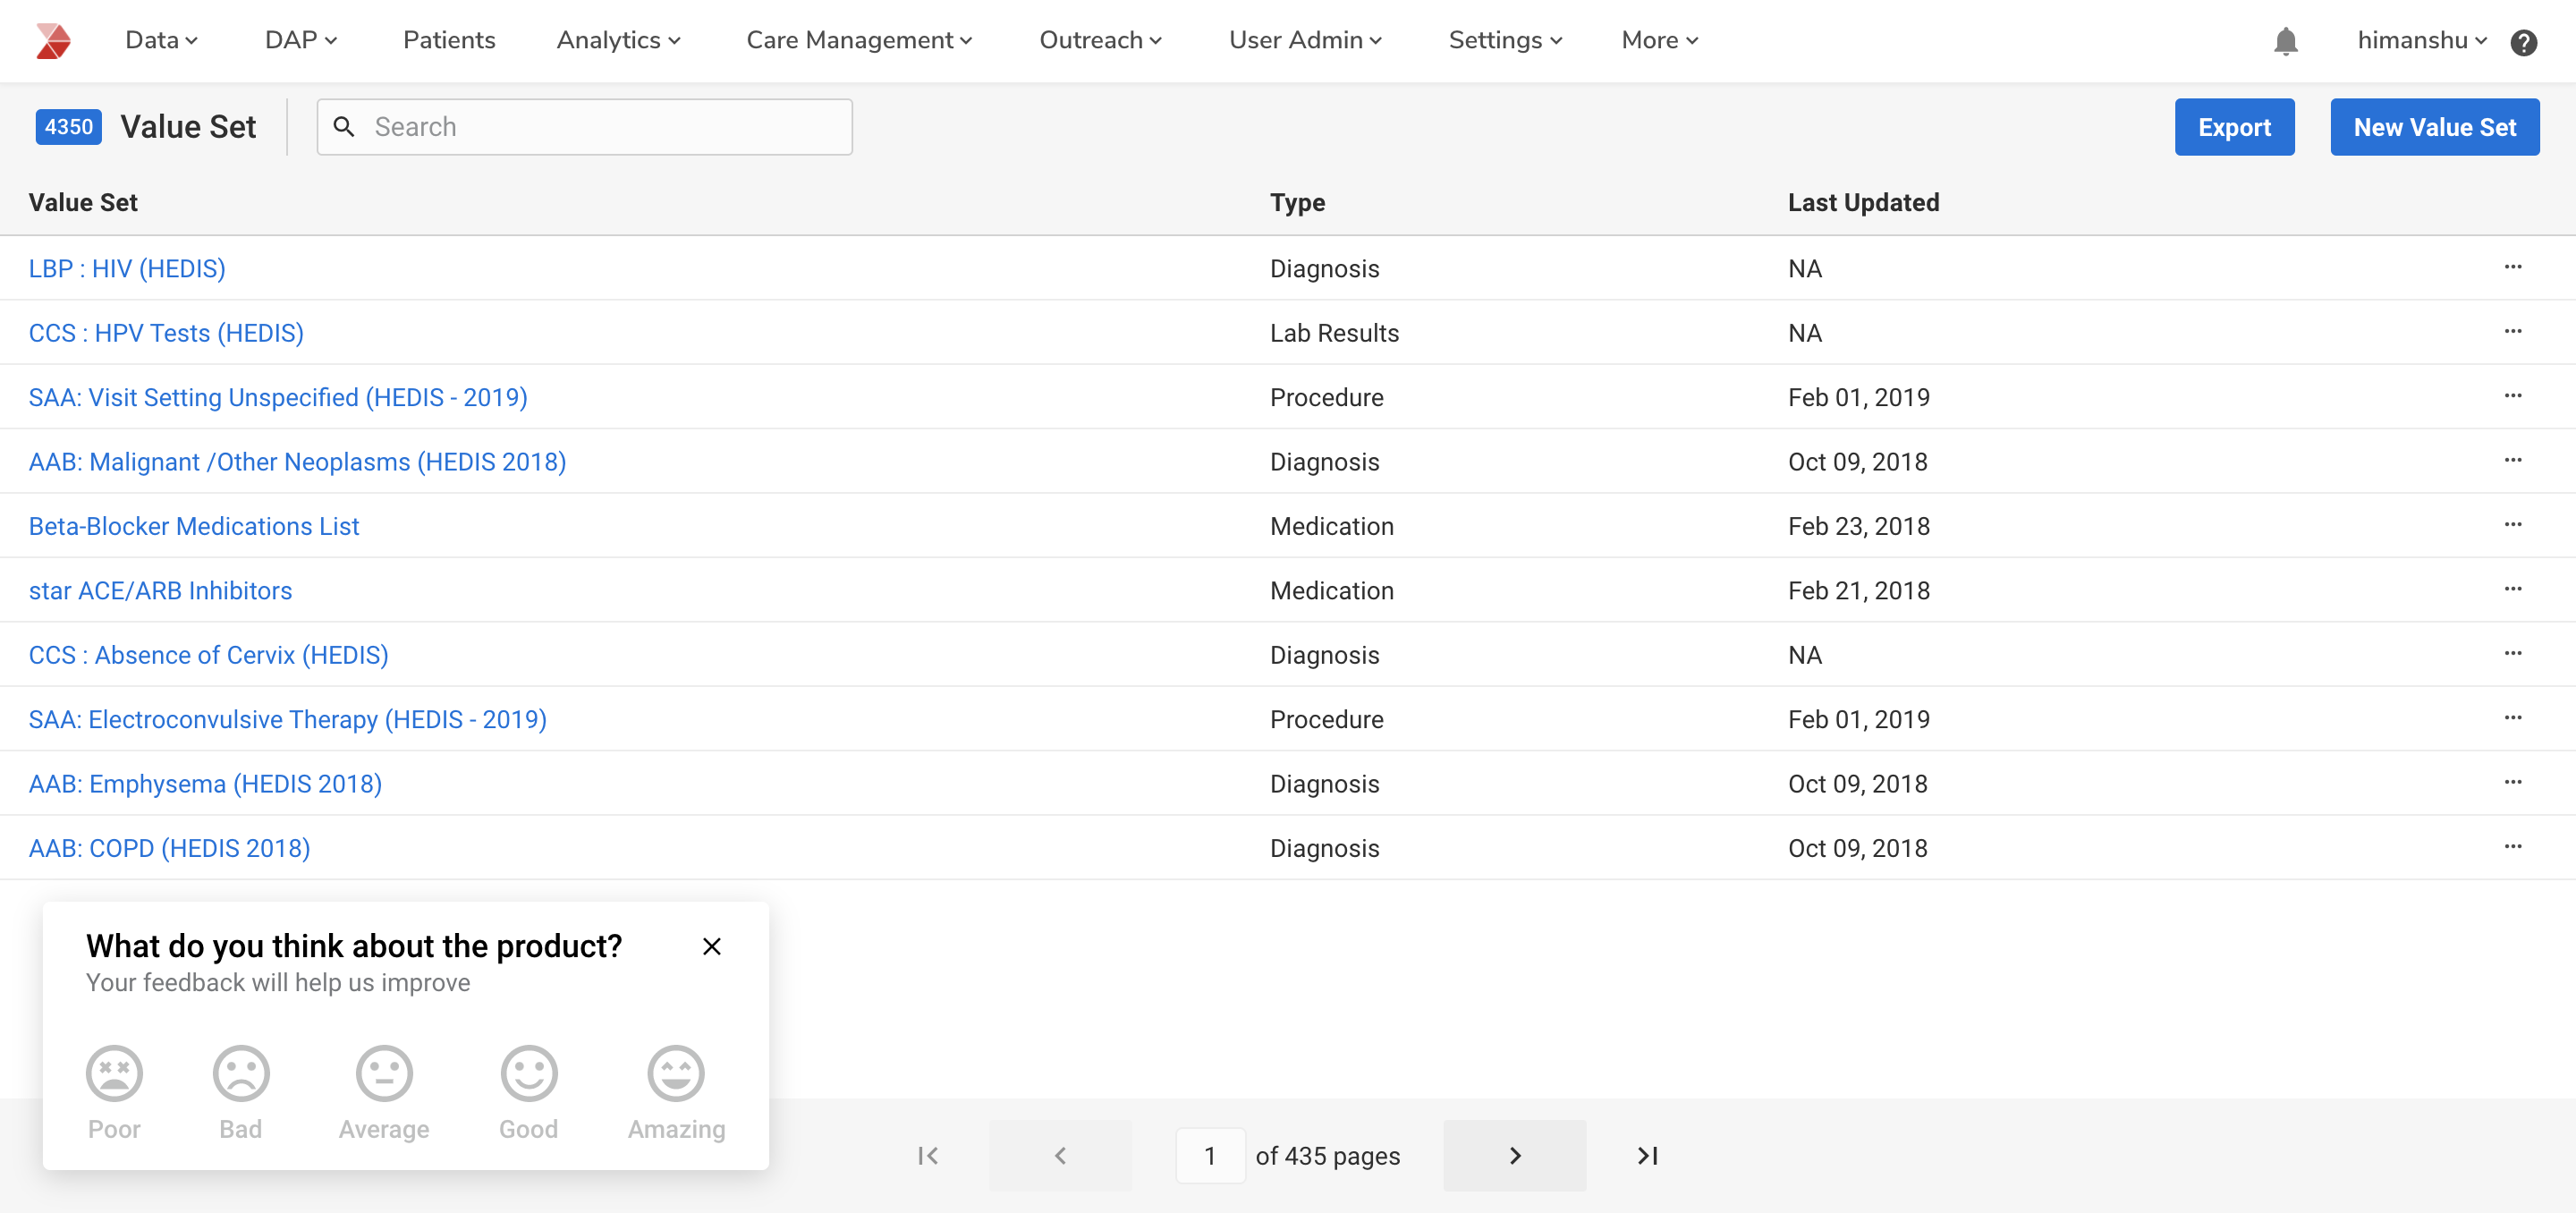 Data DAP Patients Analytics Care Management Outreach User Admin Settings More himanshu
4350 Value Set Search Export New Value Set
Value Set Type Last Updated
LBP : HIV (HEDIS) Diagnosis NA
CCS : HPV Tests (HEDIS) Lab Results NA
SAA: Visit Setting Unspecified (HEDIS - 2019) Procedure Feb 01, 2019
AAB: Malignant /Other Neoplasms (HEDIS 2018) Diagnosis Oct 09, 2018
Beta-Blocker Medications List Medication Feb 23, 2018
star ACE/ARB Inhibitors Medication Feb 21, 2018
CCS : Absence of Cervix (HEDIS) Diagnosis NA
SAA: Electroconvulsive Therapy (HEDIS - 2019) Procedure Feb 01, 2019
AAB: Emphysema (HEDIS 2018) Diagnosis Oct 09, 2018
AAB: COPD (HEDIS 2018) Diagnosis Oct 09, 2018
What do you think about the product?
Your feedback will help us improve
Poor Bad Average Good Amazing
1 of 435 pages